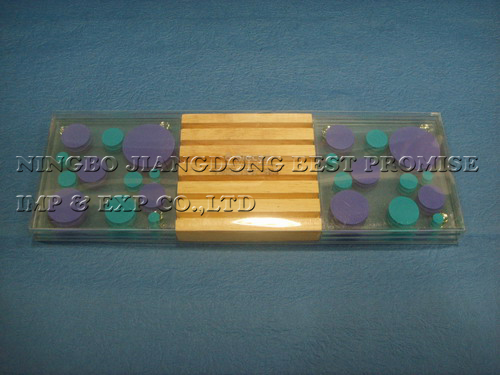 NINGBO JIANGDONG BEST PROMISE
IMP & EXP CO.,LTD